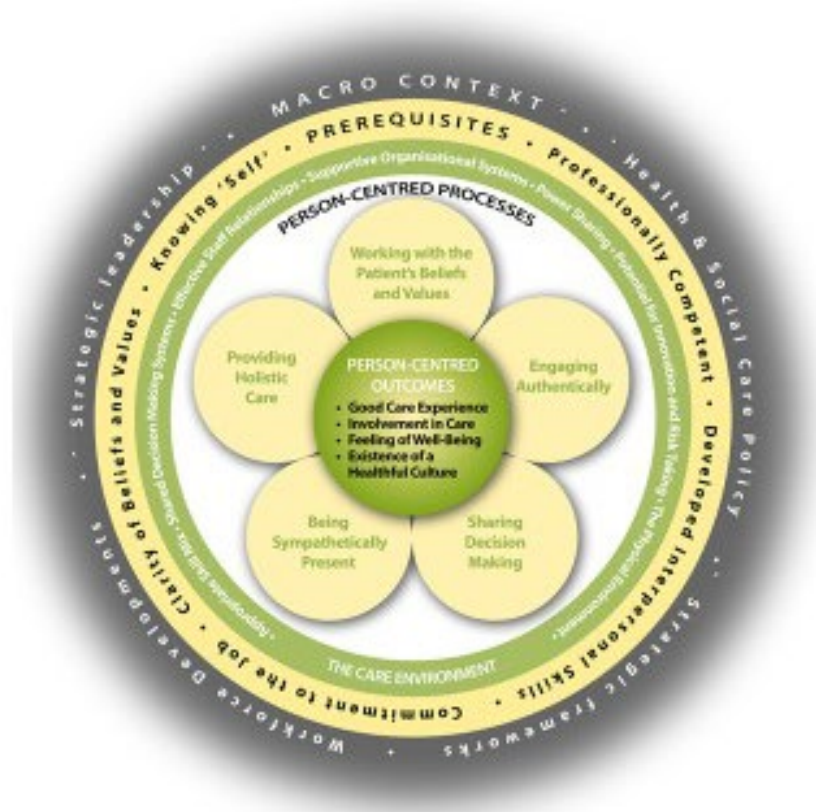 MACRO CONTEXT
Health & Social Care Policy
Strategic frameworks
Workforce Developments
Strategic leadership
PREREQUISITES
Professionally Competent
Developed Interpersonal Skills
Commitment to the Job
Clarity of Beliefs and Values
Knowing 'Self'
THE CARE ENVIRONMENT
Appropriate Skill Mix • Shared Decision Making Systems • Effective Staff Relationships • Supportive Organisational Systems • Power Sharing • Potential for Innovation and Risk Taking • The Physical Environment •
PERSON-CENTRED PROCESSES
Working with the
Patient's Beliefs
and Values
Engaging
Authentically
Sharing
Decision
Making
Being
Sympathetically
Present
Providing
Holistic
Care
PERSON-CENTRED
OUTCOMES
• Good Care Experience
• Involvement in Care
• Feeling of Well-Being
• Existence of a
Healthful Culture